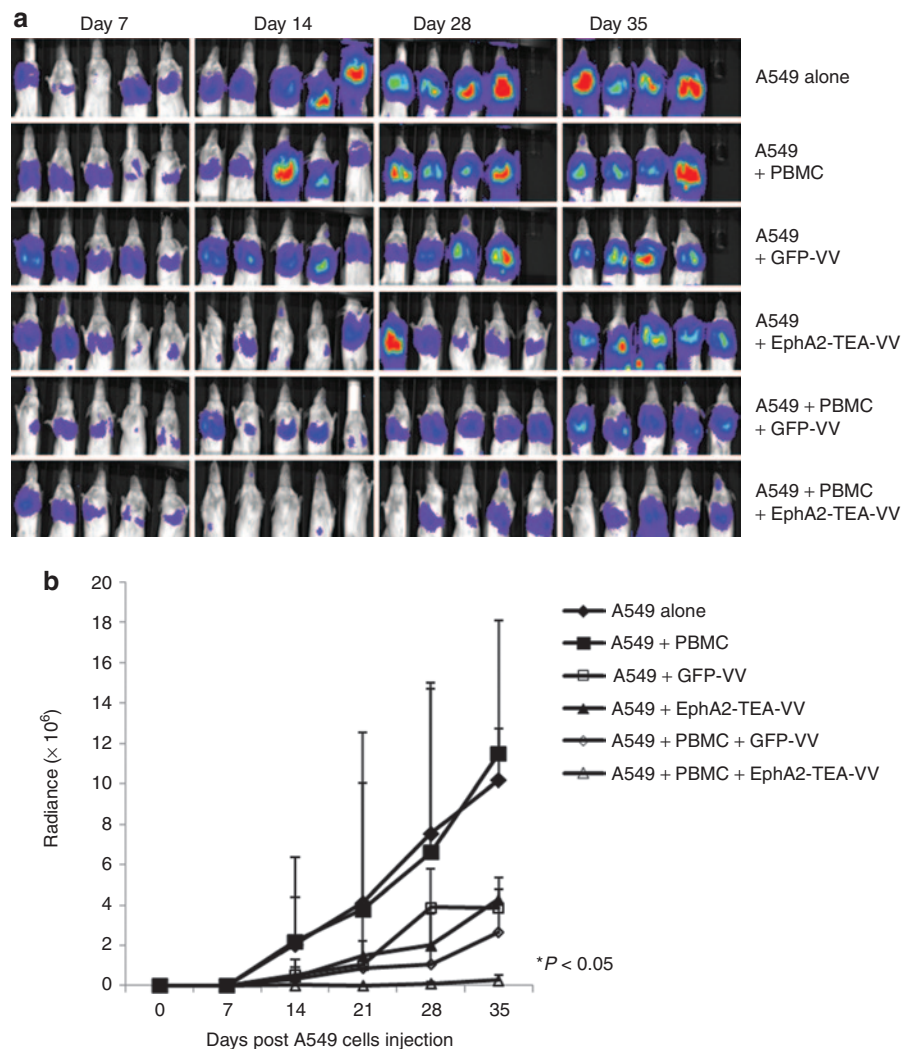 a
Day 7
Day 14
Day 28
Day 35
A549 alone
A549
+ PBMC
A549
+ GFP-VV
A549
+ EphA2-TEA-VV
A549 + PBMC
+ GFP-VV
A549 + PBMC
+ EphA2-TEA-VV
b
20
18
16
14
12
10
8
6
4
2
0
Radiance (× 10⁶)
0 7 14 21 28 35
Days post A549 cells injection
A549 alone
A549 + PBMC
A549 + GFP-VV
A549 + EphA2-TEA-VV
A549 + PBMC + GFP-VV
A549 + PBMC + EphA2-TEA-VV
*P < 0.05